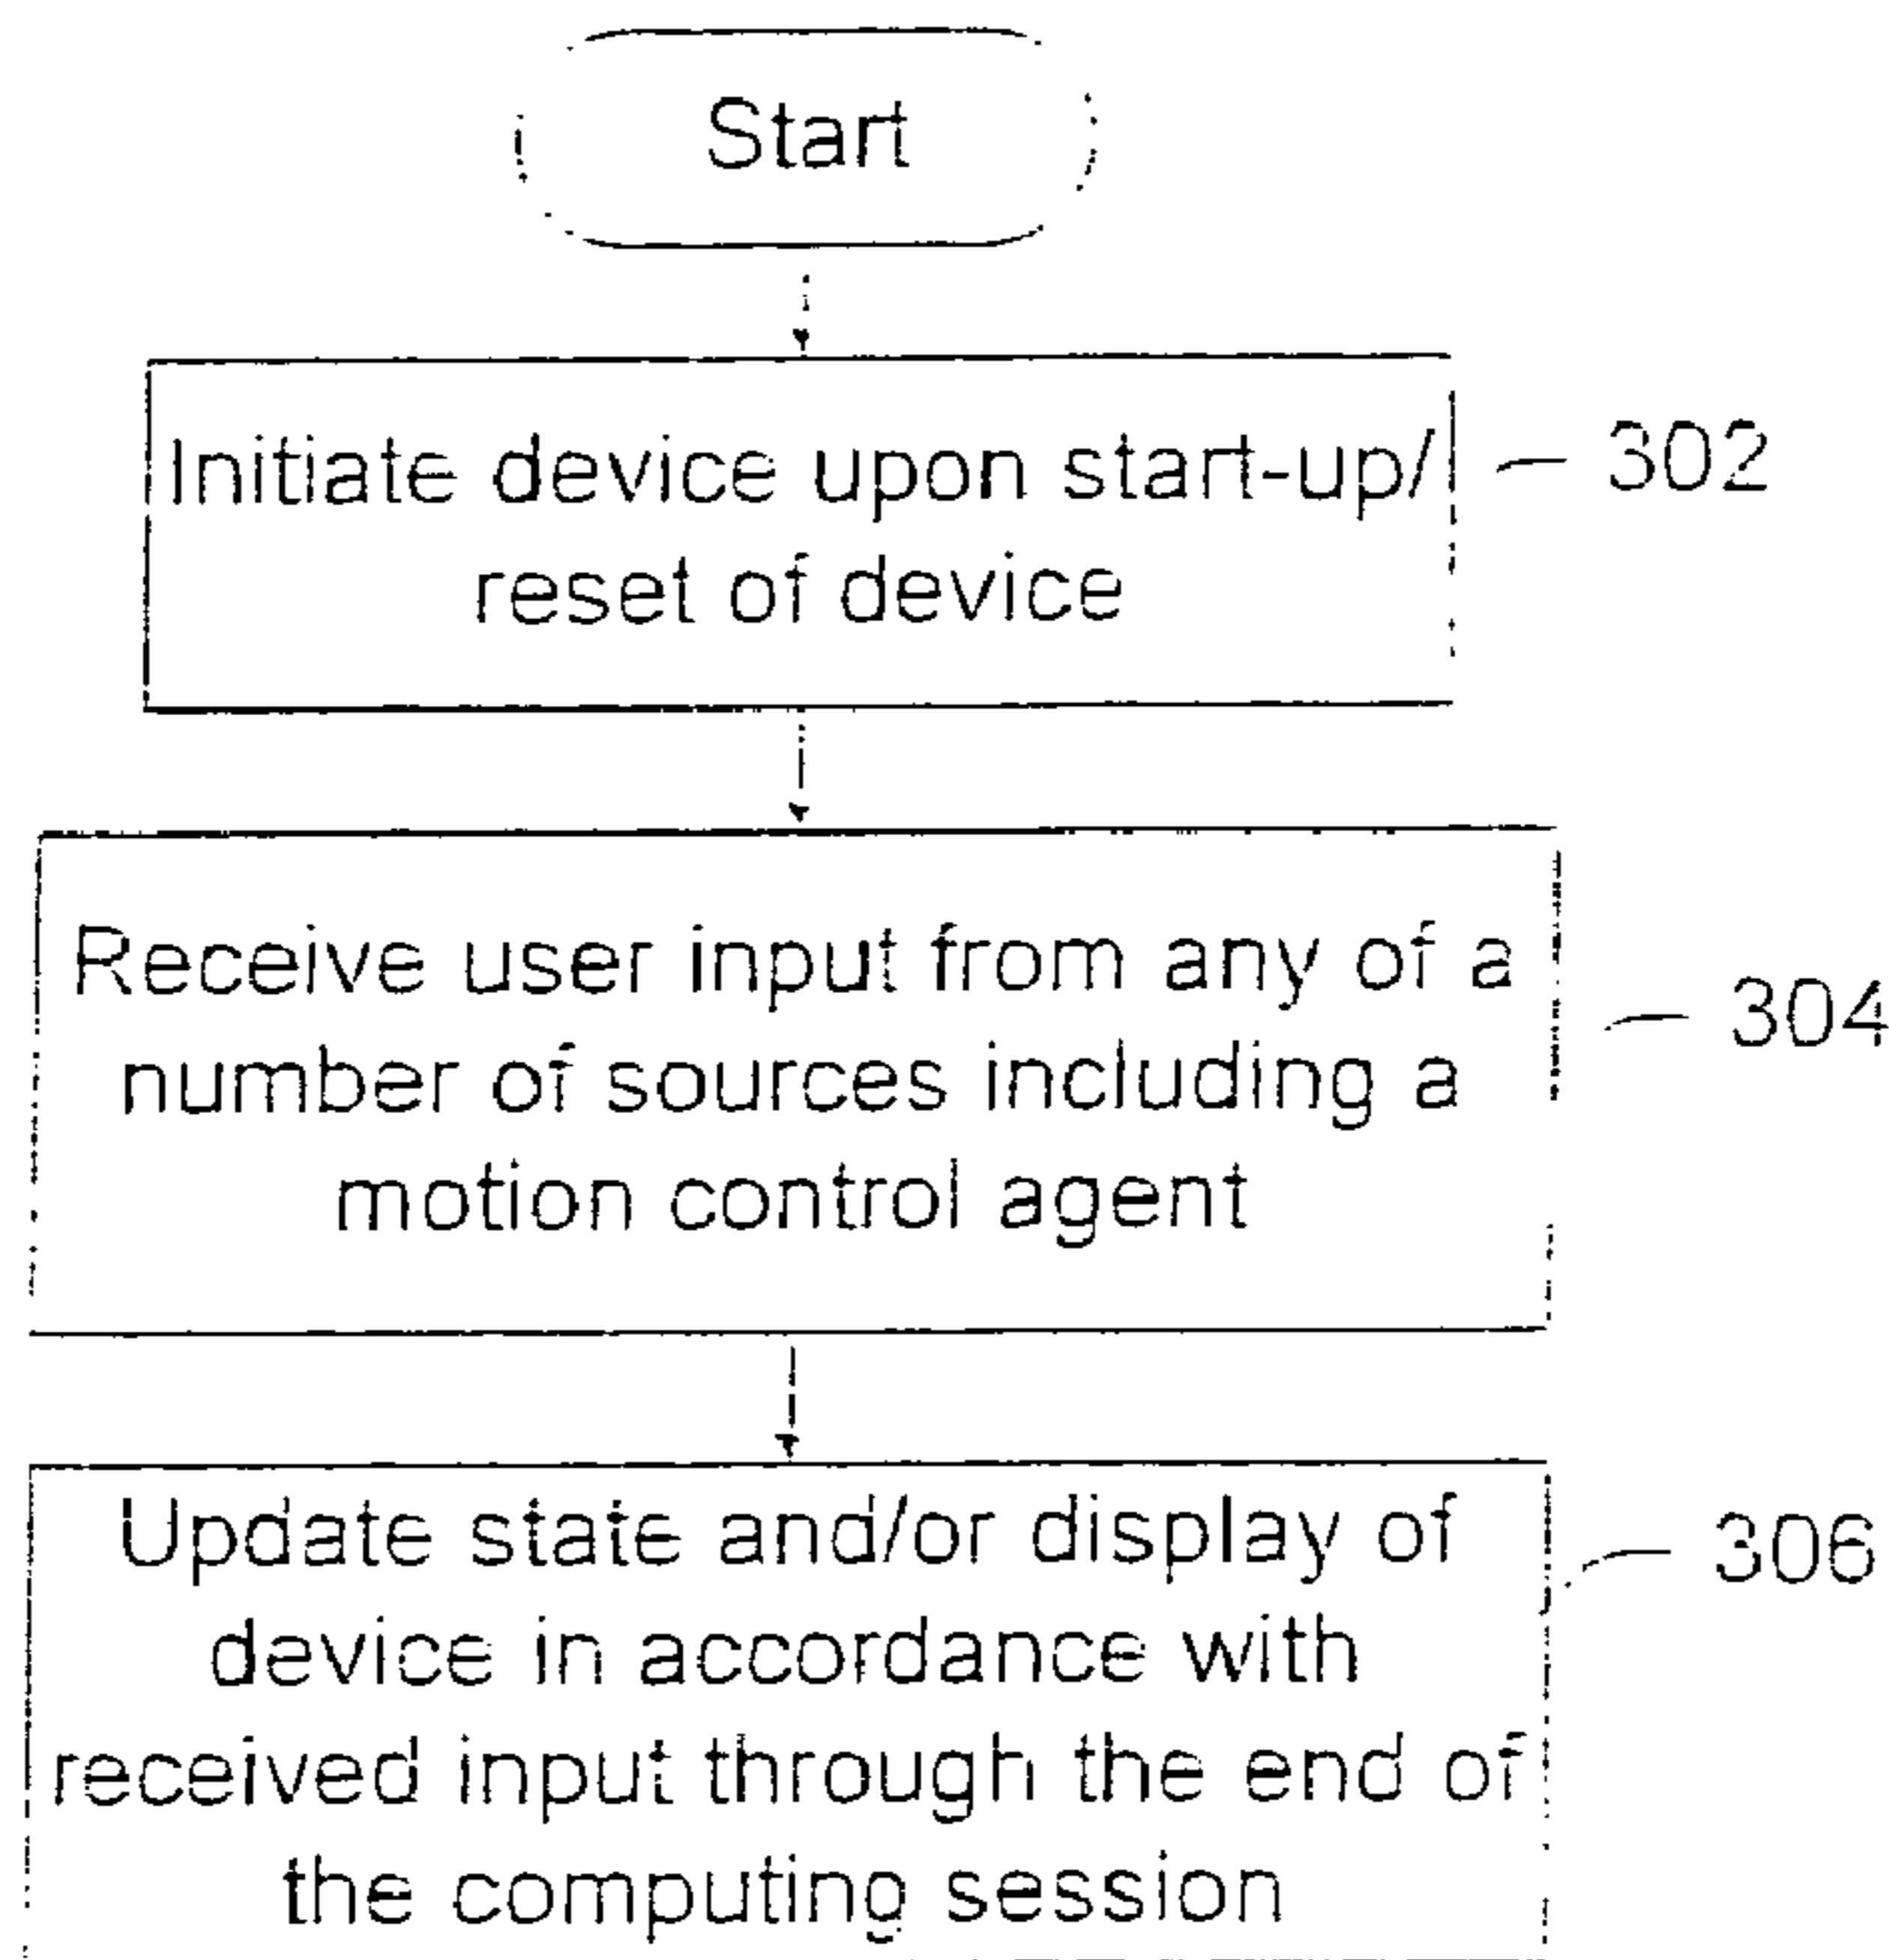 Start
Initiate device upon start-up/
reset of device
302
Receive user input from any of a
number of sources including a
motion control agent
304
Update state and/or display of
device in accordance with
received input through the end of
the computing session
306